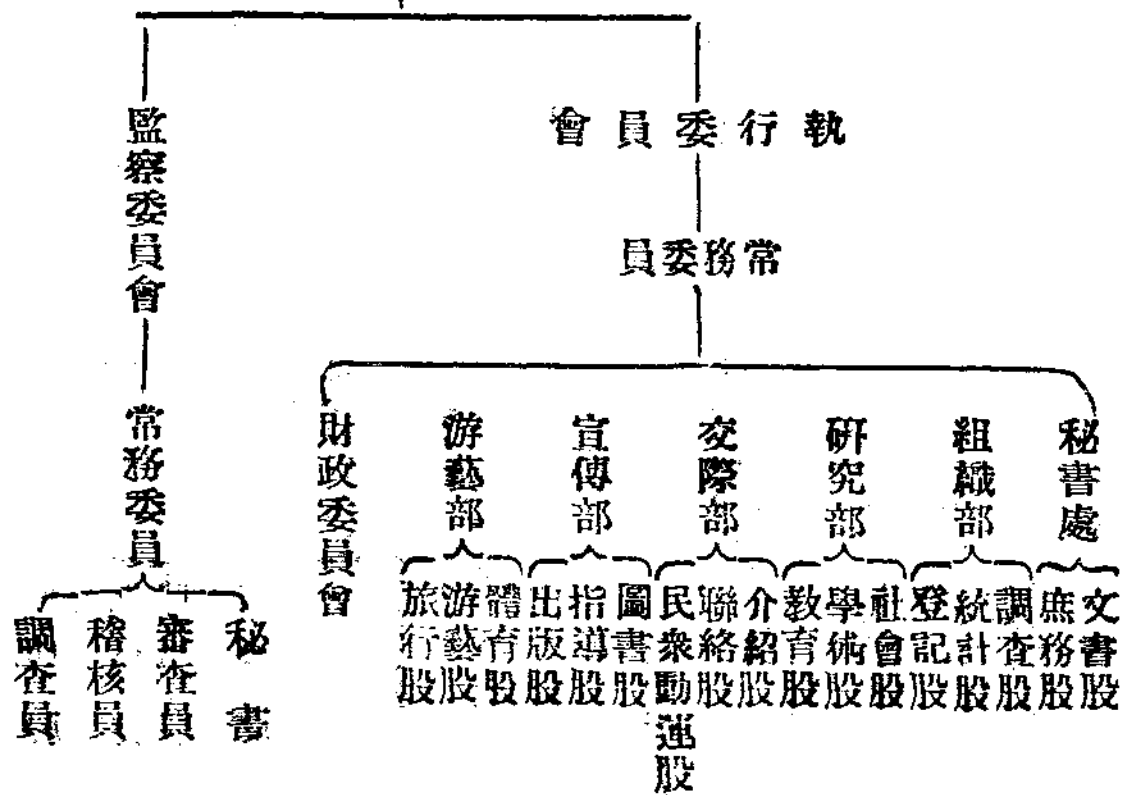 執行委員會
常務委員
秘書處
文書股
庶務股
組織部
調查股
統計股
登記股
研究部
社會股
學術股
教育股
交際部
介紹股
聯絡股
民衆動運股
宣傳部
圖書股
指導股
出版股
游藝部
體育股
游藝股
旅行股
財政委員會
監察委員會
常務委員
秘書
審查員
稽核員
調查員